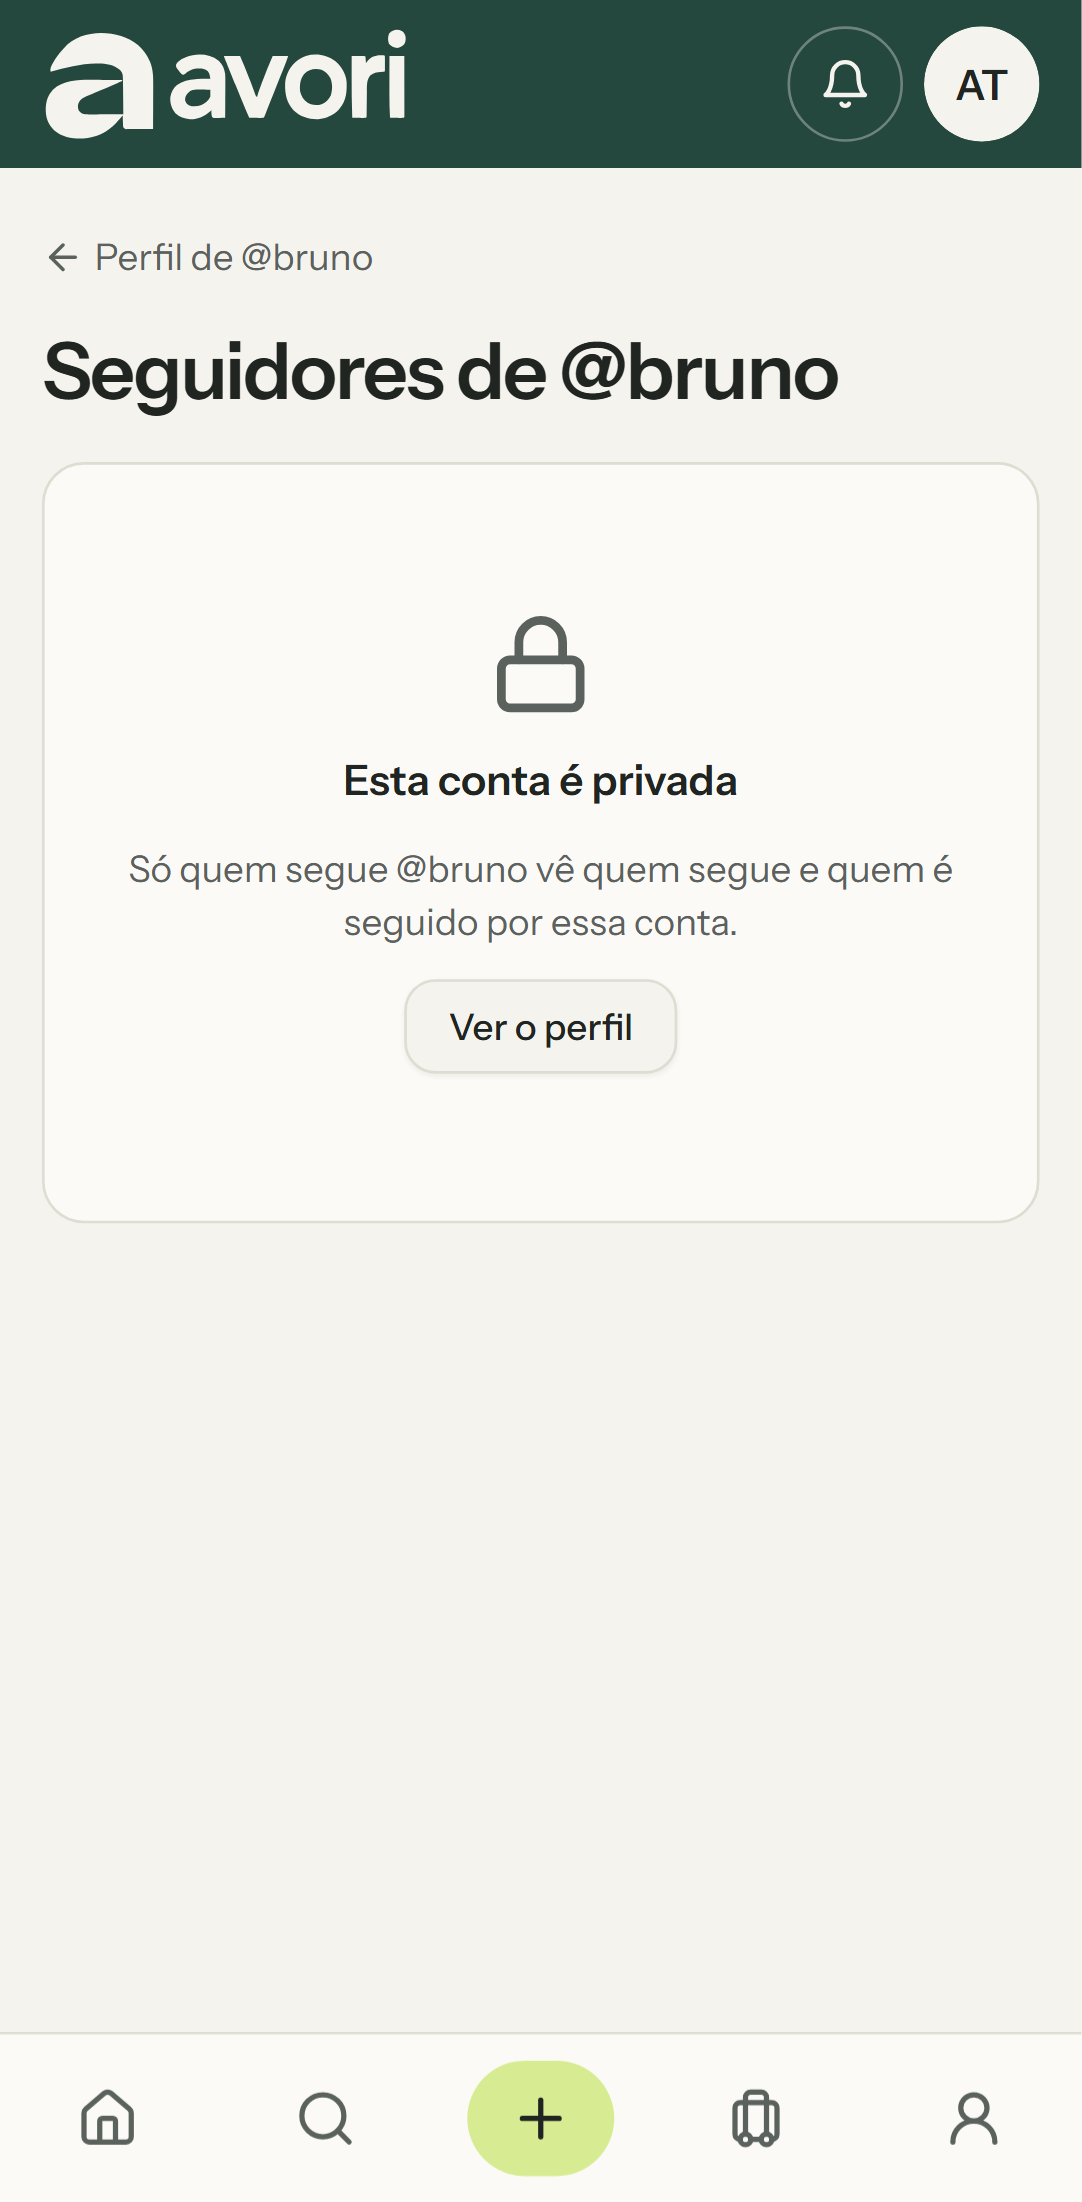 a avori
AT
Perfil de @bruno
Seguidores de @bruno
Esta conta é privada
Só quem segue @bruno vê quem segue e quem é
seguido por essa conta.
Ver o perfil